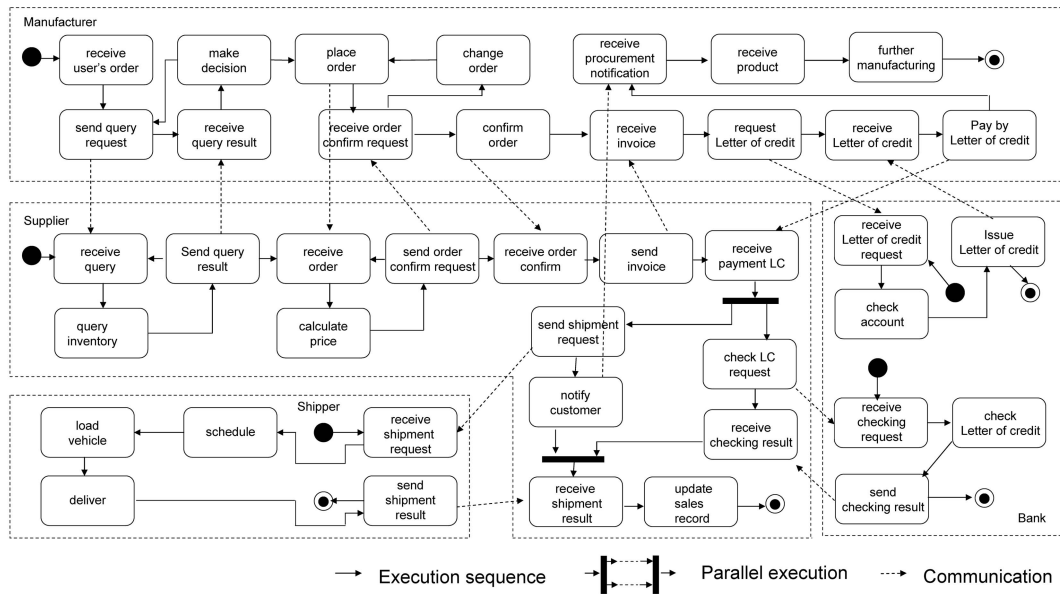 Manufacturer
receive
user's order
make
decision
place
order
change
order
receive
procurement
notification
receive
product
further
manufacturing
send query
request
receive
query result
receive order
confirm request
confirm
order
receive
invoice
request
Letter of credit
receive
Letter of credit
Pay by
Letter of credit
Supplier
receive
query
Send query
result
receive
order
send order
confirm request
receive order
confirm
send
invoice
receive
payment LC
query
inventory
calculate
price
send shipment
request
check LC
request
notify
customer
receive
checking result
receive
shipment
result
update
sales
record
receive
Letter of credit
request
Issue
Letter of credit
check
account
receive
checking
request
check
Letter of credit
send
checking result
Bank
Shipper
load
vehicle
schedule
receive
shipment
request
deliver
send
shipment
result
Execution sequence
Parallel execution
Communication